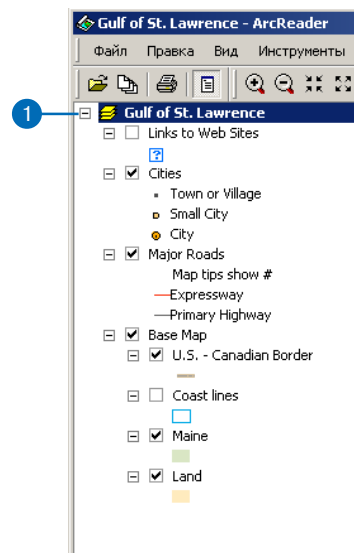 Gulf of St. Lawrence - ArcReader
Файл Правка Вид Инструменты
1 Gulf of St. Lawrence
Links to Web Sites
?
Cities
Town or Village
Small City
City
Major Roads
Map tips show #
Expressway
Primary Highway
Base Map
U.S. - Canadian Border
Coast lines
Maine
Land